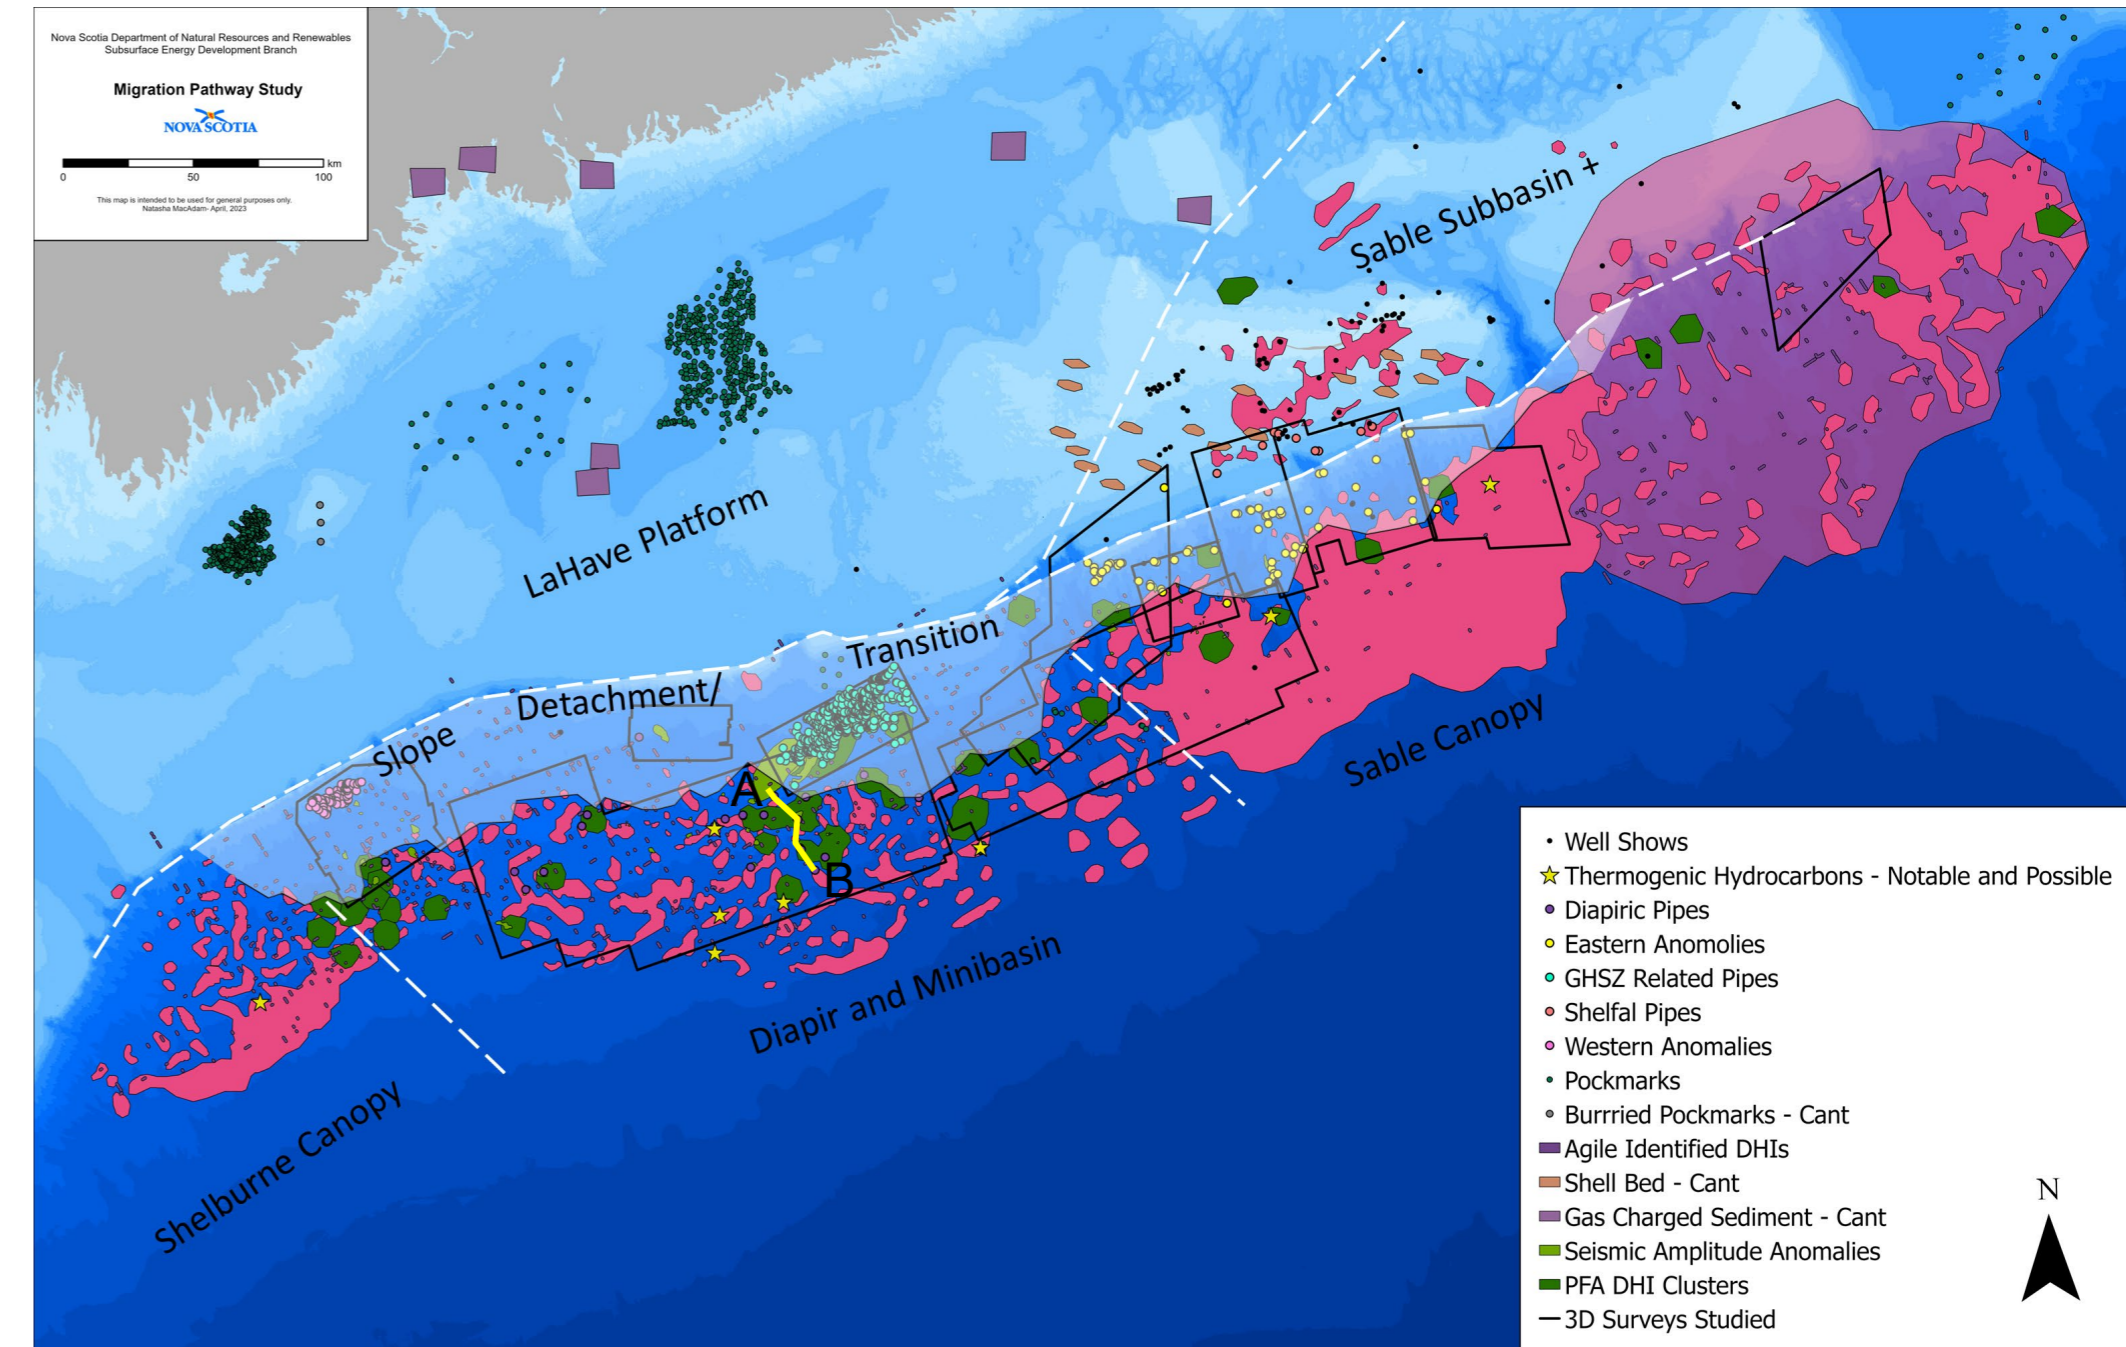 Nova Scotia Department of Natural Resources and Renewables
Subsurface Energy Development Branch
Migration Pathway Study
NOVA SCOTIA
km
0 50 100
This map is intended to be used for general purposes only.
Natasha MacAdam- April, 2023
Sable Subbasin +
LaHave Platform
Transition
Detachment/
Slope
Sable Canopy
A
B
Diapir and Minibasin
Shelburne Canopy
Well Shows
Thermogenic Hydrocarbons - Notable and Possible
Diapiric Pipes
Eastern Anomolies
GHSZ Related Pipes
Shelfal Pipes
Western Anomalies
Pockmarks
Burrried Pockmarks - Cant
Agile Identified DHIs
Shell Bed - Cant
Gas Charged Sediment - Cant
Seismic Amplitude Anomalies
PFA DHI Clusters
3D Surveys Studied
N